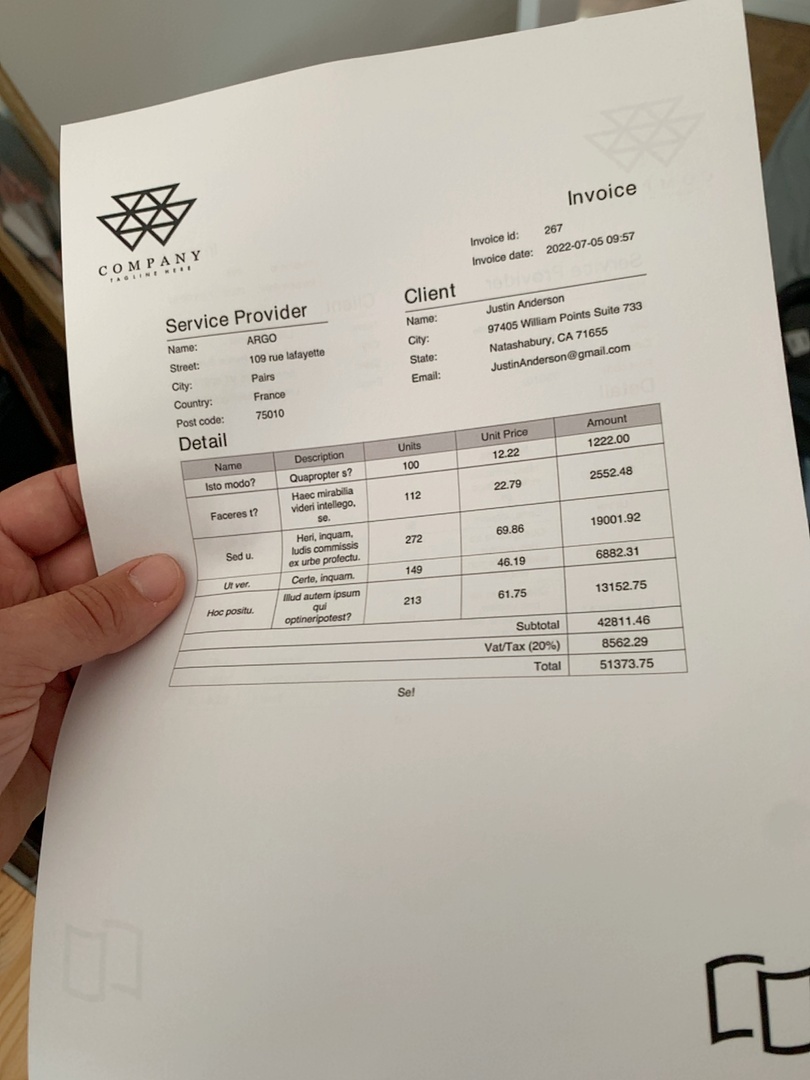 COMPANY
TAGLINE HERE
Invoice
Invoice id: 267
Invoice date: 2022-07-05 09:57
Service Provider
Name: ARGO
Street: 109 rue lafayette
City: Pairs
Country: France
Post code: 75010
Client
Name: Justin Anderson
City: 97405 William Points Suite 733
State: Natashabury, CA 71655
Email: JustinAnderson@gmail.com
Detail
Name Description Units Unit Price Amount
Isto modo? Quapropter s? 100 12.22 1222.00
Faceres t? Haec mirabilia
videri intellego,
se. 112 22.79 2552.48
Sed u. Heri, inquam,
ludis commissis
ex urbe profectu. 272 69.86 19001.92
Ut ver. Certe, inquam. 149 46.19 6882.31
Hoc positu. Illud autem ipsum
qui
optineripotest? 213 61.75 13152.75
Subtotal 42811.46
Vat/Tax (20%) 8562.29
Total 51373.75
Se!